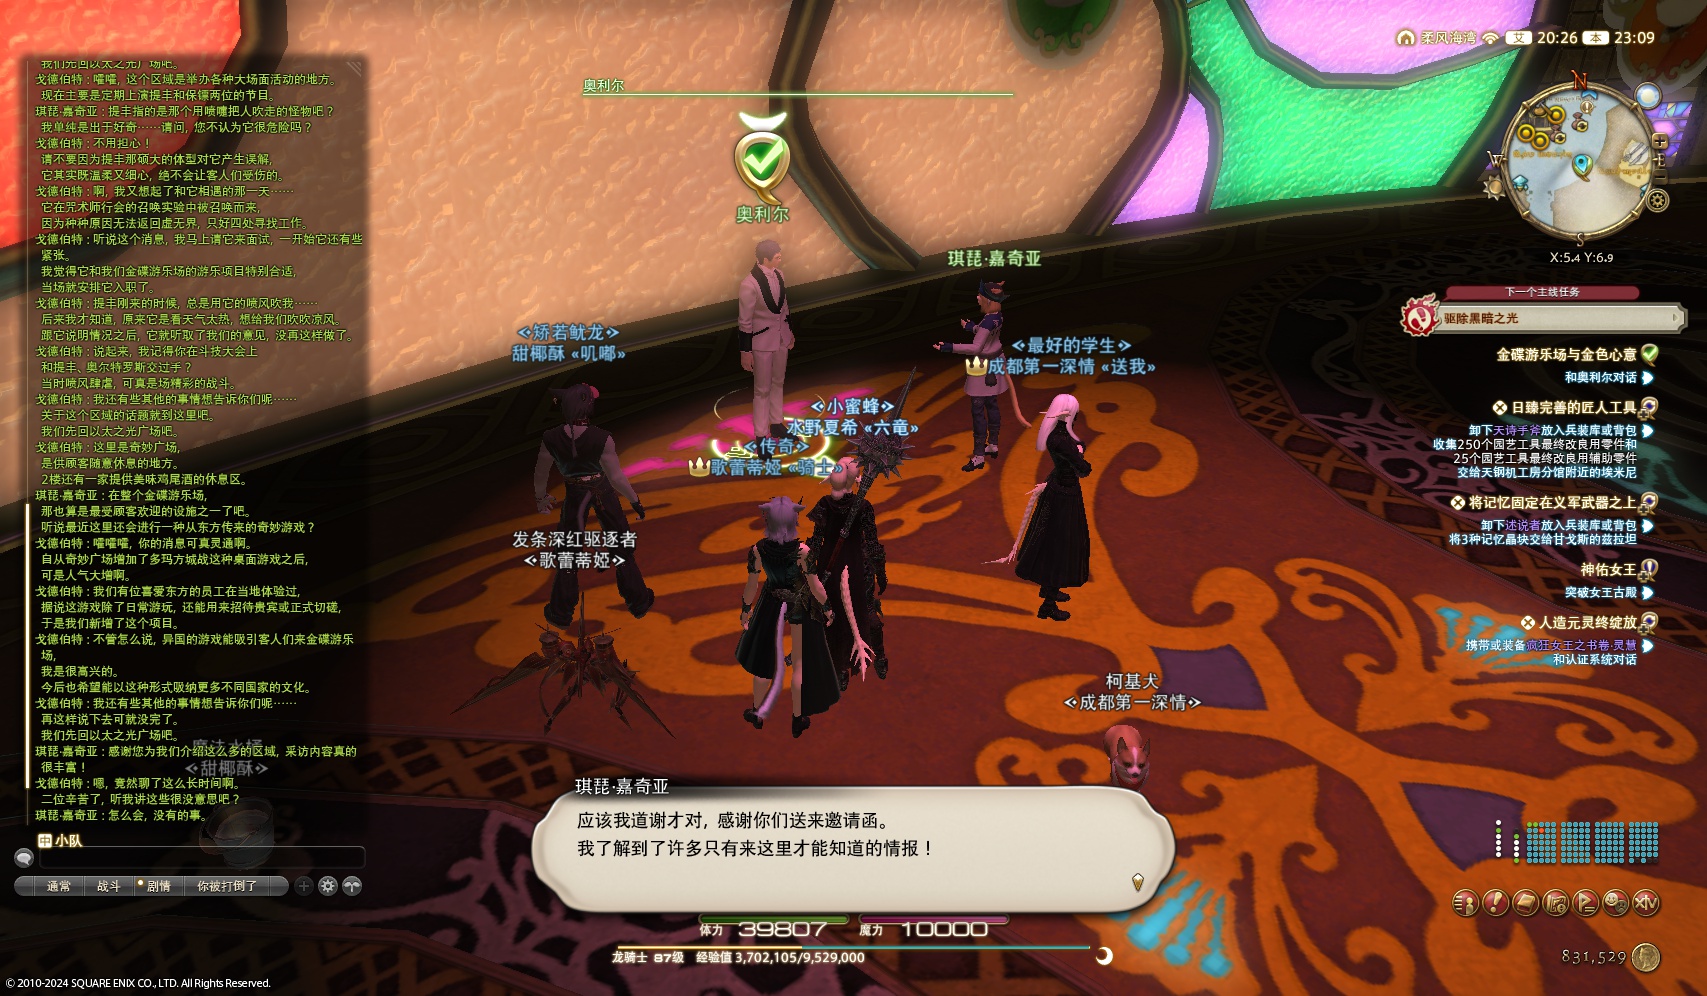 我们先回以太之光广场吧。
戈德伯特：嚯嚯，这个区域是举办各种大场面活动的地方。
现在主要是定期上演提丰和保镖两位的节目。
琪琵·嘉奇亚：提丰指的是那个用喷嚏把人吹走的怪物吧？
我单纯是出于好奇……请问，您不认为它很危险吗？
戈德伯特：不用担心！
请不要因为提丰那硕大的体型对它产生误解，
它其实既温柔又细心，绝不会让客人们受伤的。
戈德伯特：啊，我又想起了和它相遇的那一天……
它在咒术师行会的召唤实验中被召唤而来，
因为种种原因无法返回虚无界，只好四处寻找工作。
戈德伯特：听说这个消息，我马上请它来面试，一开始它还有些
紧张。
我觉得它和我们金碟游乐场的游乐项目特别合适，
当场就安排它入职了。
戈德伯特：提丰刚来的时候，总是用它的喷风吹我……
后来我才知道，原来它是看天气太热，想给我们吹吹凉风。
跟它说明情况之后，它就听取了我们的意见，没再这样做了。
戈德伯特：说起来，我记得你在斗技大会上
和提丰、奥尔特罗斯交过手？
当时喷风肆虐，可真是场精彩的战斗。
戈德伯特：我还有些其他的事情想告诉你们呢……
关于这个区域的话题就到这里吧。
我们先回以太之光广场吧。
戈德伯特：这里是奇妙广场，
是供顾客随意休息的地方。
2楼还有一家提供美味鸡尾酒的休息区。
琪琵·嘉奇亚：在整个金碟游乐场，
那也算是最受顾客欢迎的设施之一了吧。
听说最近这里还会进行一种从东方传来的奇妙游戏？
戈德伯特：嚯嚯嚯，你的消息可真灵通啊。
自从奇妙广场增加了多玛方城战这种桌面游戏之后，
可是人气大增啊。
戈德伯特：我们有位喜爱东方的员工在当地体验过，
据说这游戏除了日常游玩，还能用来招待贵宾或正式切磋，
于是我们新增了这个项目。
戈德伯特：不管怎么说，异国的游戏能吸引客人们来金碟游乐
场，
我是很高兴的。
今后也希望能以这种形式吸纳更多不同国家的文化。
戈德伯特：我还有些其他的事情想告诉你们呢……
再这样说下去可就没完了。
我们先回以太之光广场吧。
琪琵·嘉奇亚：感谢您为我们介绍这么多的区域，采访内容真的
很丰富！
戈德伯特：嗯，竟然聊了这么长时间啊。
二位辛苦了，听我讲这些很没意思吧？
琪琵·嘉奇亚：怎么会，没有的事。
«甜椰酥»
小队
通常 战斗 剧情 你被打倒了
© 2010-2024 SQUARE ENIX CO., LTD. All Rights Reserved.
奥利尔
奥利尔
琪琵·嘉奇亚
«矫若鱿龙»
甜椰酥 «叽嘟»
«最好的学生»
成都第一深情 «送我»
«小蜜蜂»
水野夏希 «六竜»
«传奇»
歌蕾蒂娅 «骑士»
发条深红驱逐者
«歌蕾蒂娅»
柯基犬
«成都第一深情»
琪琵·嘉奇亚
应该我道谢才对，感谢你们送来邀请函。
我了解到了许多只有来这里才能知道的情报！
体力 39807 魔力 10000
龙骑士 87级 经验值 3,702,105/9,529,000
柔风海湾 艾 20:26 本 23:09
N
W
S
X:5.4 Y:6.9
下一个主线任务
驱除黑暗之光
金碟游乐场与金色心意
和奥利尔对话
日臻完善的匠人工具
卸下天诗手斧放入兵装库或背包
收集250个园艺工具最终改良用零件和
25个园艺工具最终改良用辅助零件
交给天钢机工房分馆附近的埃米尼
将记忆固定在义军武器之上
卸下述说者放入兵装库或背包
将3种记忆晶块交给甘戈斯的兹拉坦
神佑女王
突破女王古殿
人造元灵终绽放
携带或装备疯狂女王之书卷·灵慧
和认证系统对话
XIV
831,529